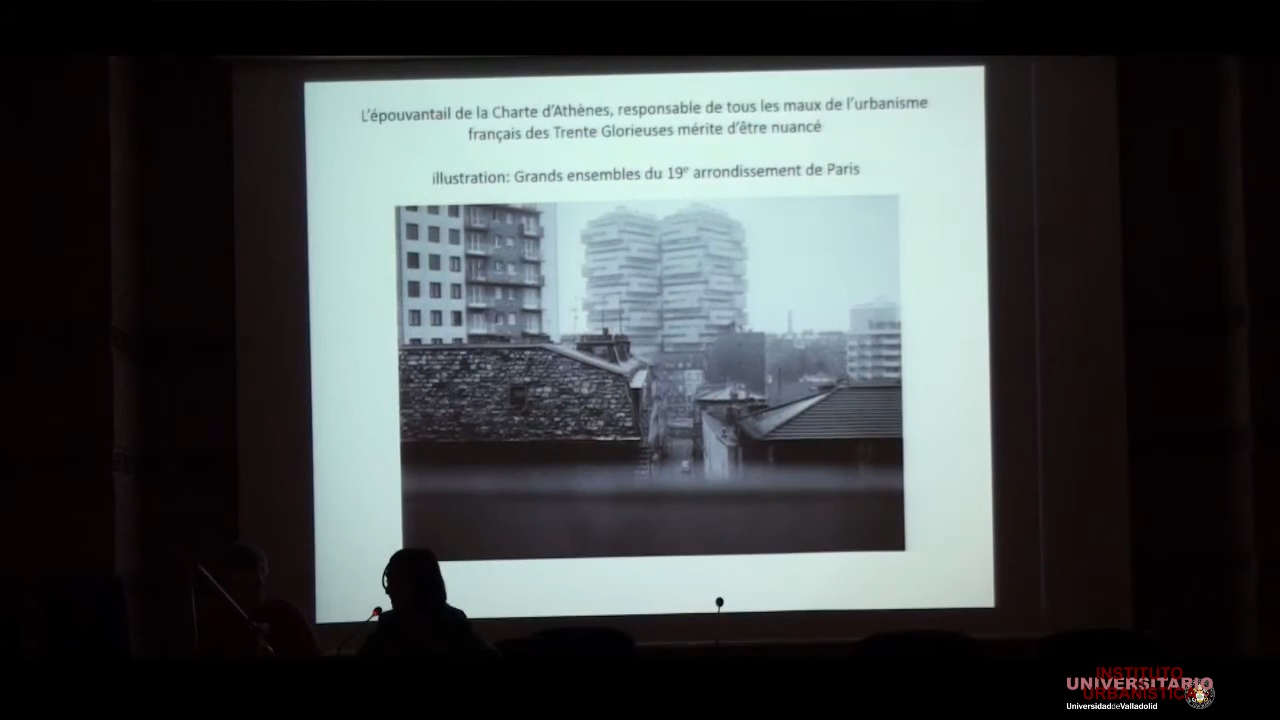 L'épouvantail de la Charte d'Athènes, responsable de tous les maux de l'urbanisme
français des Trente Glorieuses mérite d'être nuancé
illustration: Grands ensembles du 19e arrondissement de Paris
INSTITUTO
UNIVERSITARIO
URBANÍSTICA
UniversidaddeValladolid